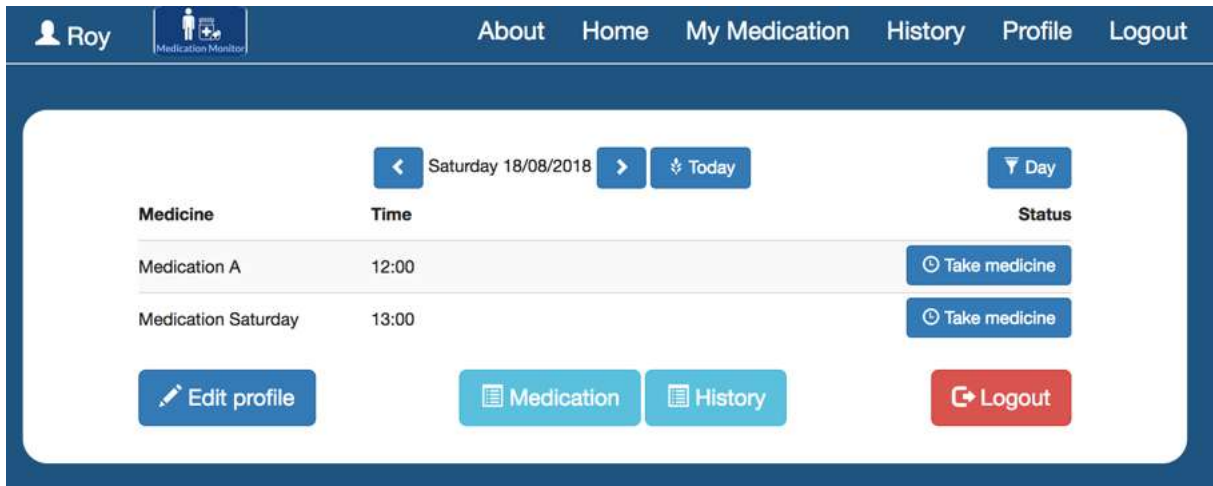 Roy Medication Monitor About Home My Medication History Profile Logout
Saturday 18/08/2018 Today Day
Medicine Time Status
Medication A 12:00 Take medicine
Medication Saturday 13:00 Take medicine
Edit profile Medication History Logout